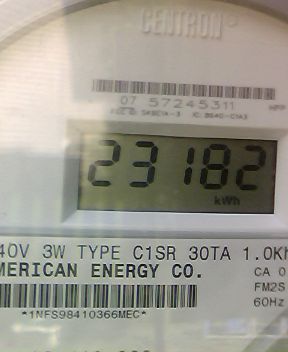 CENTRON®
07 57245311
23182
kWh
40V 3W TYPE C1SR 30TA 1.0Kh
MERICAN ENERGY CO.
CA 0
FM2S
60Hz
*1NFS98410366MEC*